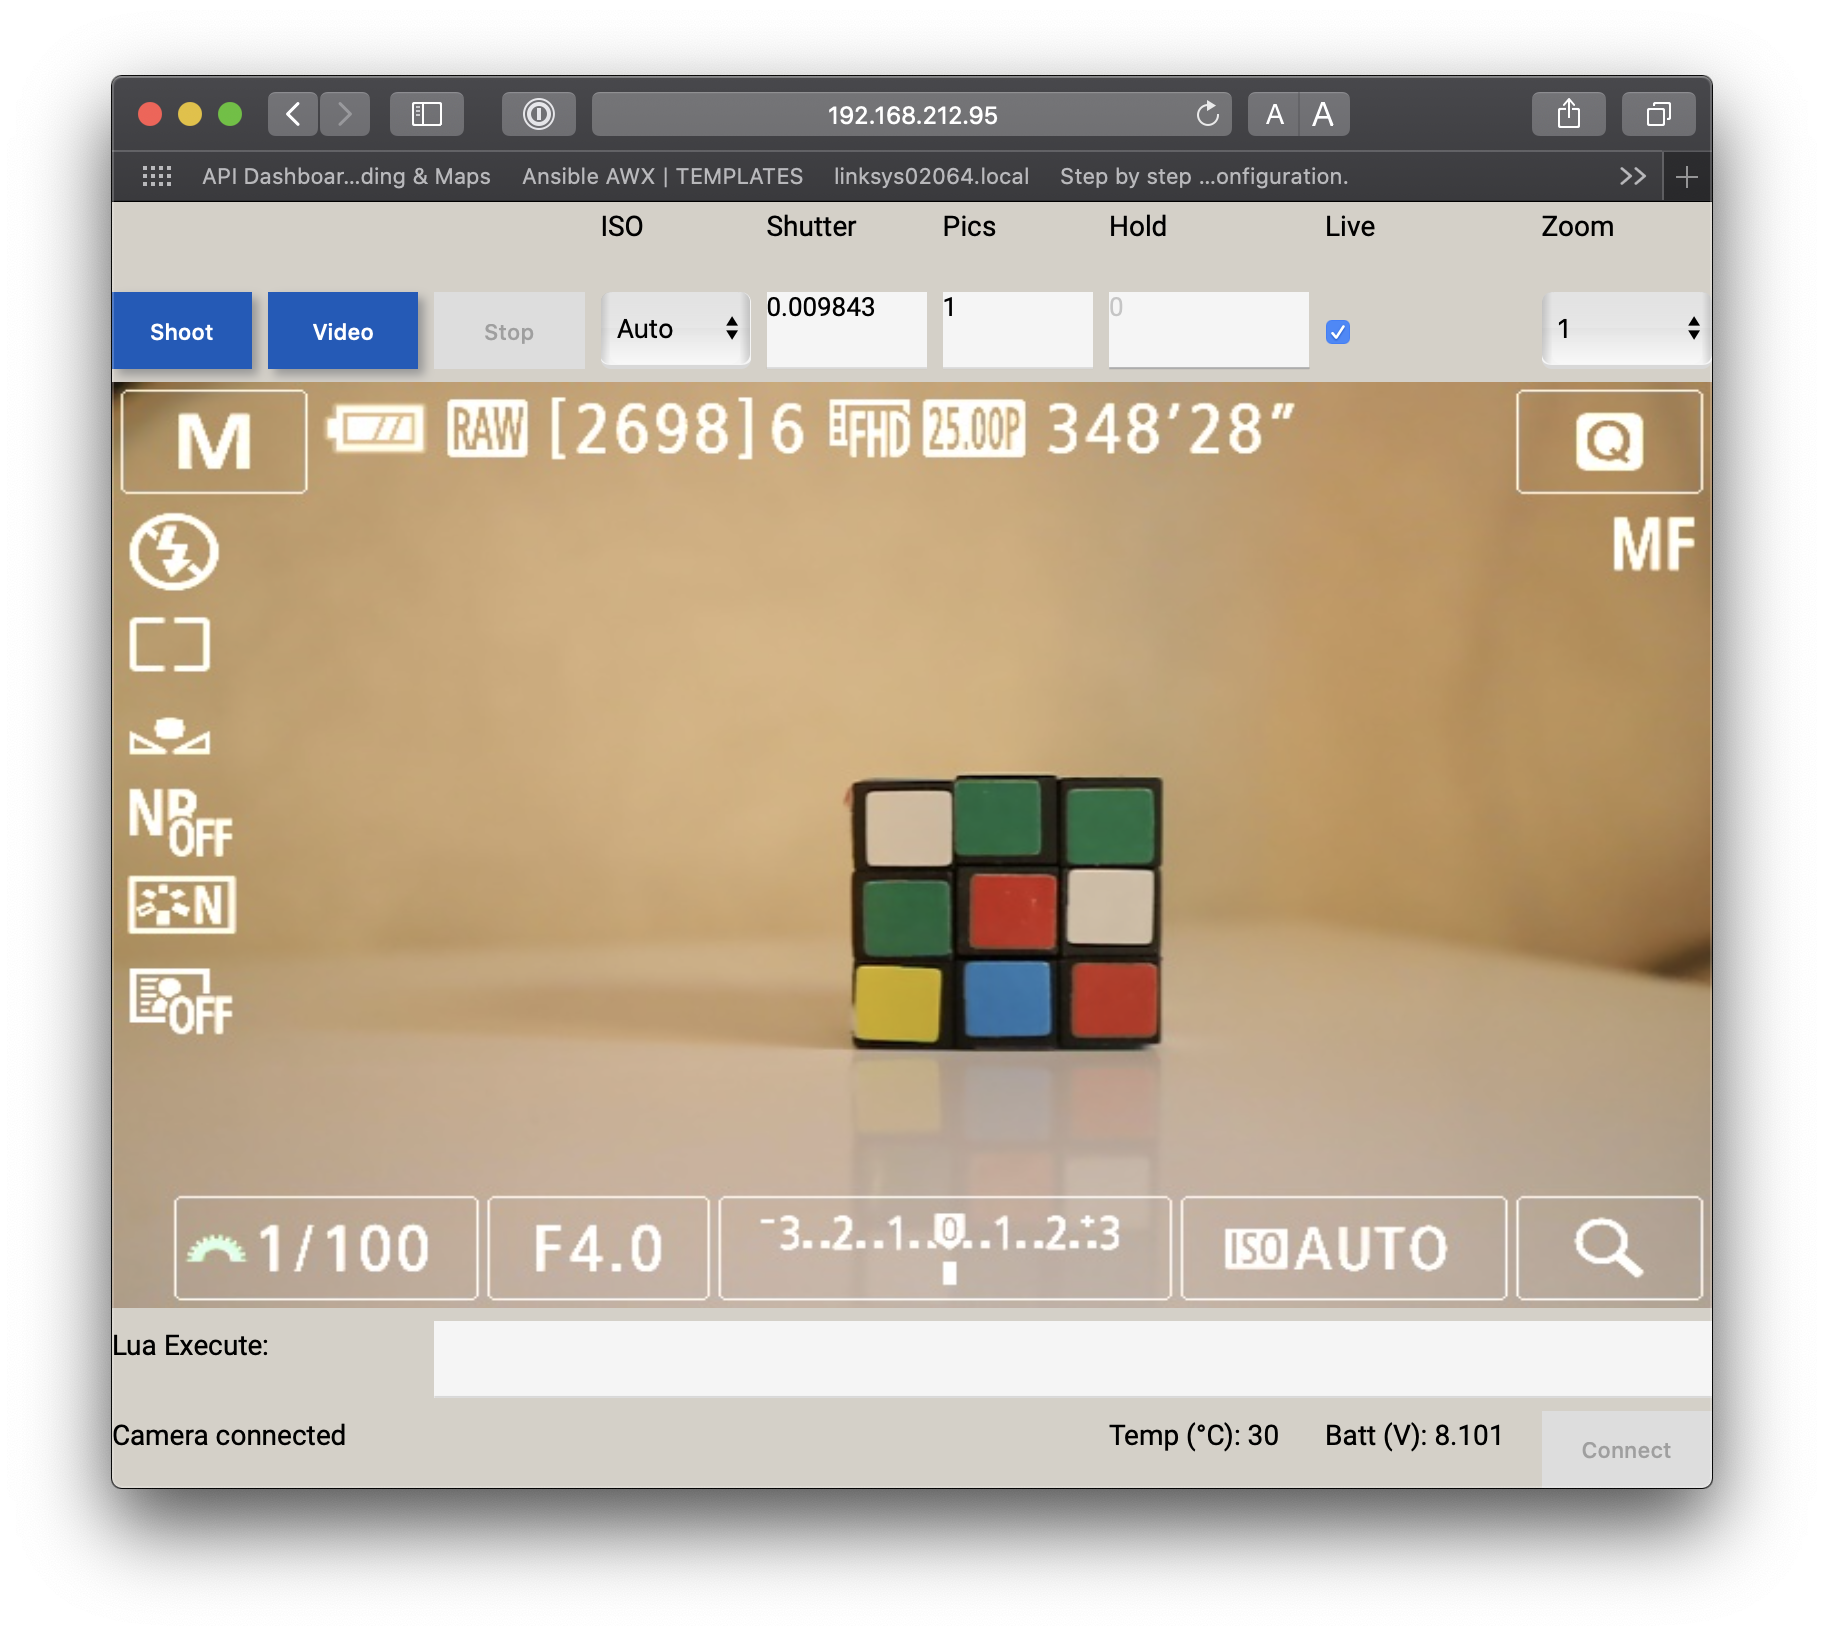 192.168.212.95 A A
API Dashboar...ding & Maps Ansible AWX | TEMPLATES linksys02064.local Step by step ...onfiguration. >> +
ISO Shutter Pics Hold Live Zoom
Shoot Video Stop Auto 0.009843 1 0 1
M RAW [2698]6 FHD 25.00P 348'28" Q
MF
NR OFF
N
OFF
1/100 F4.0 -3..2..1..0..1..2..+3 ISO AUTO
Lua Execute:
Camera connected Temp (°C): 30 Batt (V): 8.101 Connect